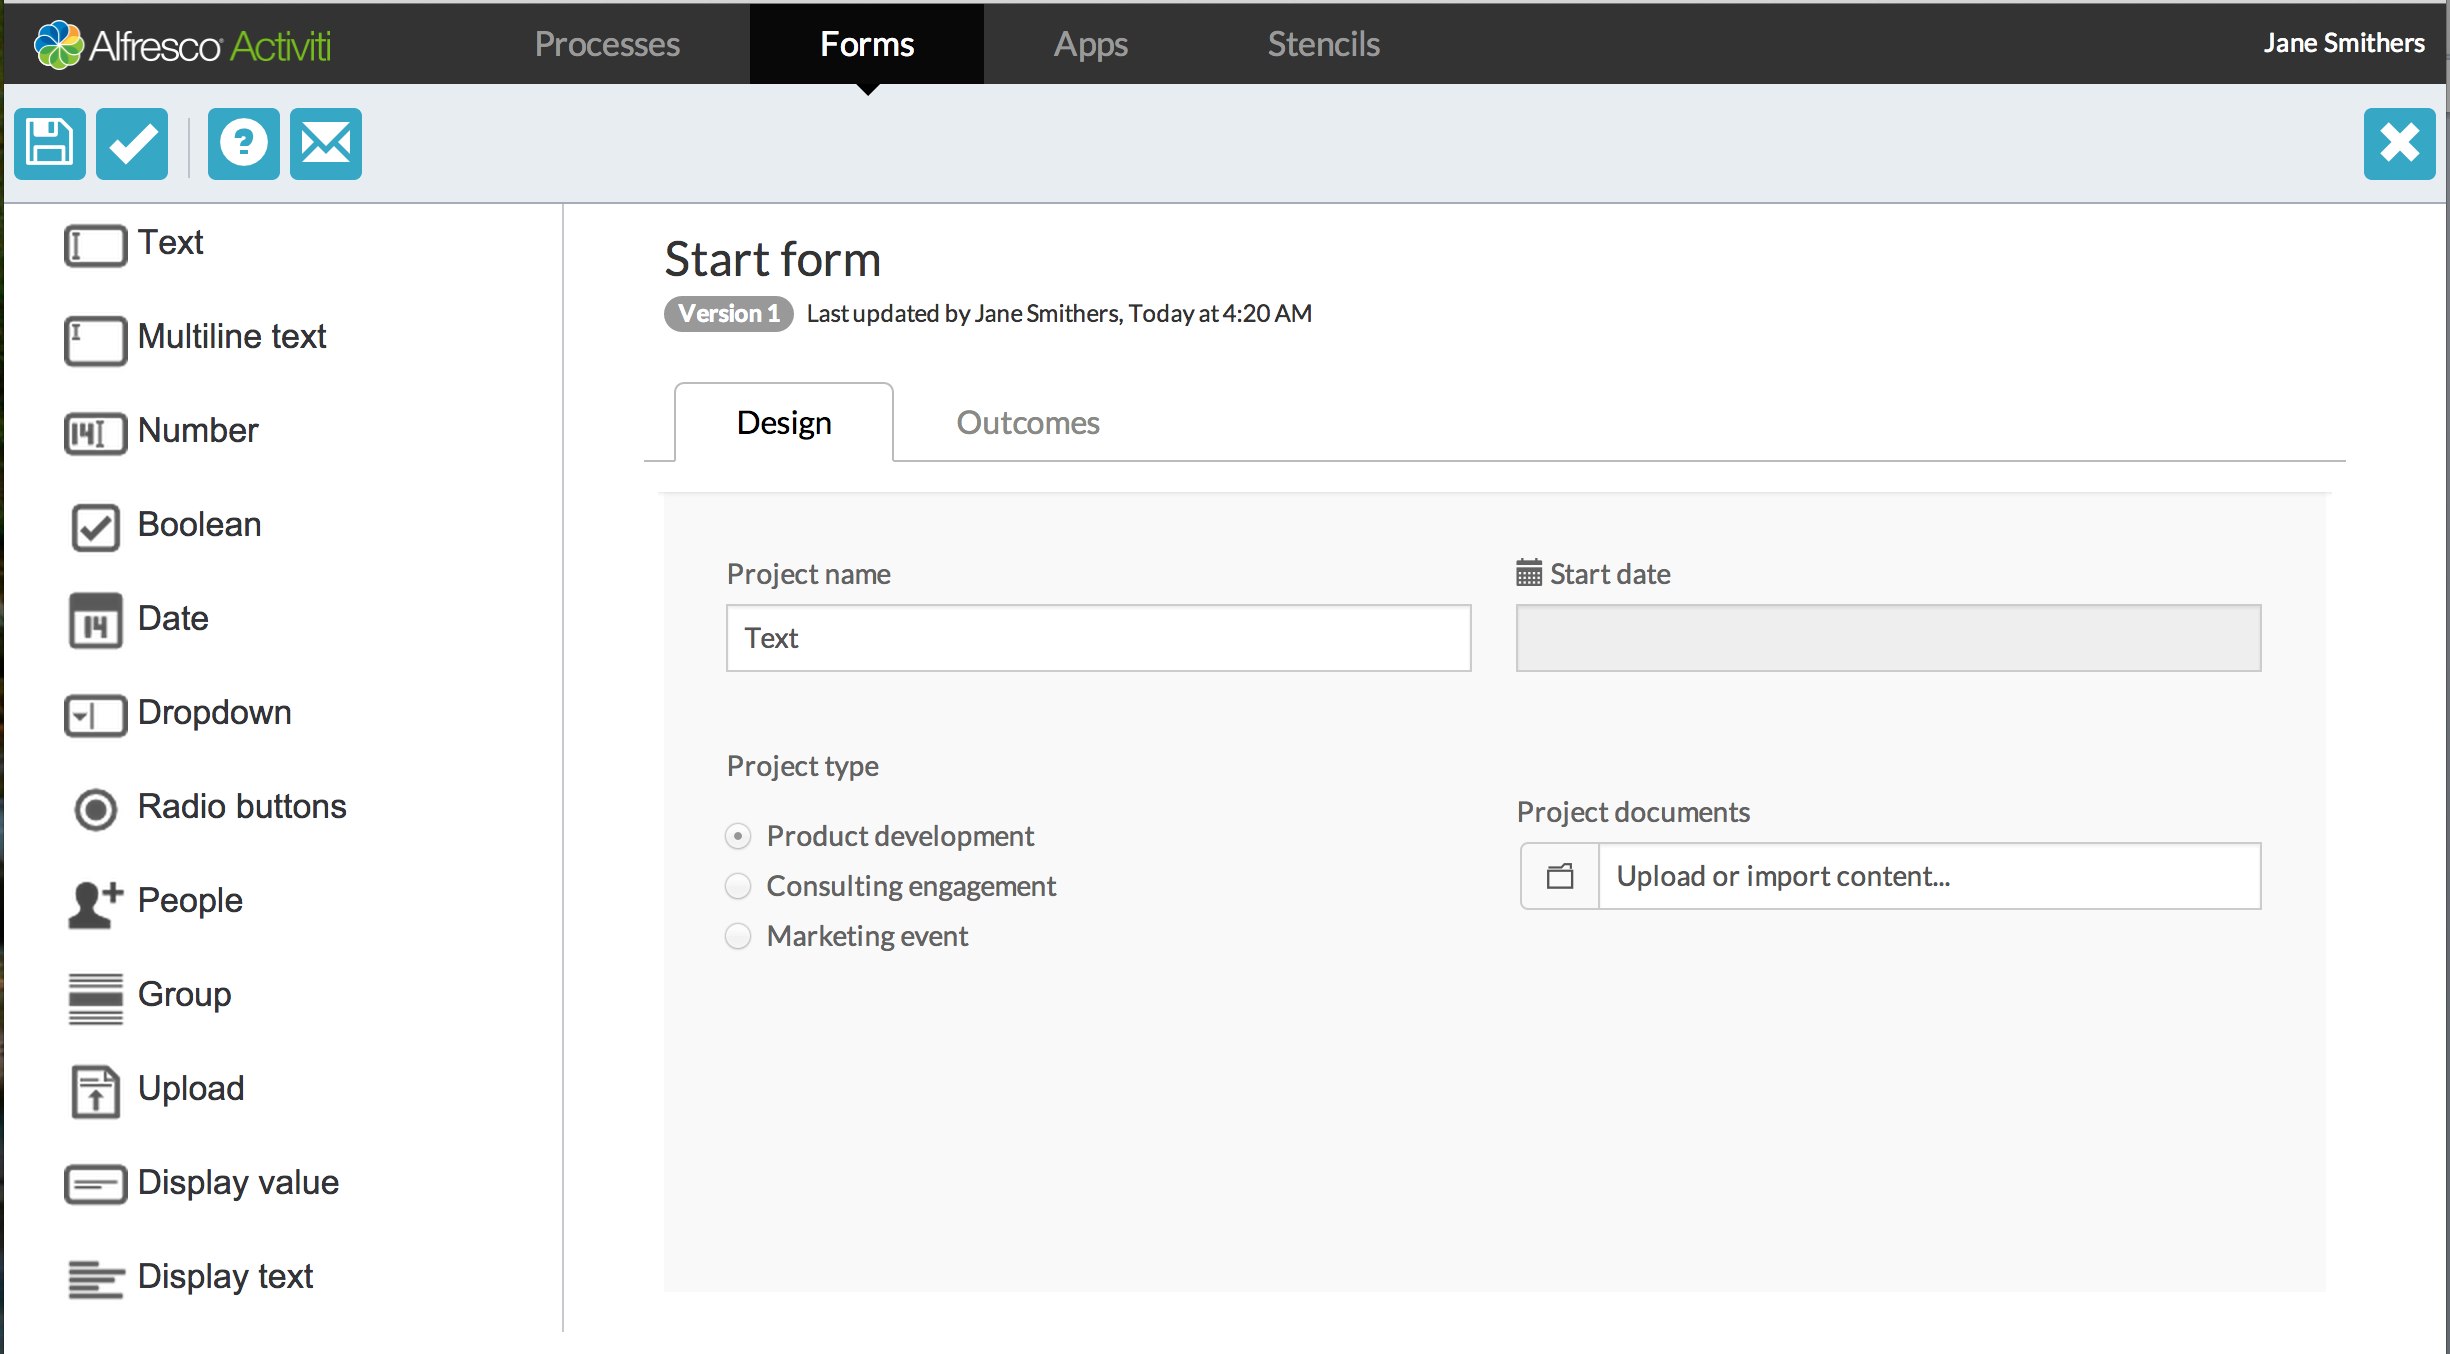 Alfresco Activiti
Processes
Forms
Apps
Stencils
Jane Smithers
?
Text
Multiline text
14 Number
Boolean
14 Date
Dropdown
Radio buttons
People
Group
Upload
Display value
Display text
Start form
Version 1 Last updated by Jane Smithers, Today at 4:20 AM
Design
Outcomes
Project name
Text
Start date
Project type
Product development
Consulting engagement
Marketing event
Project documents
Upload or import content...